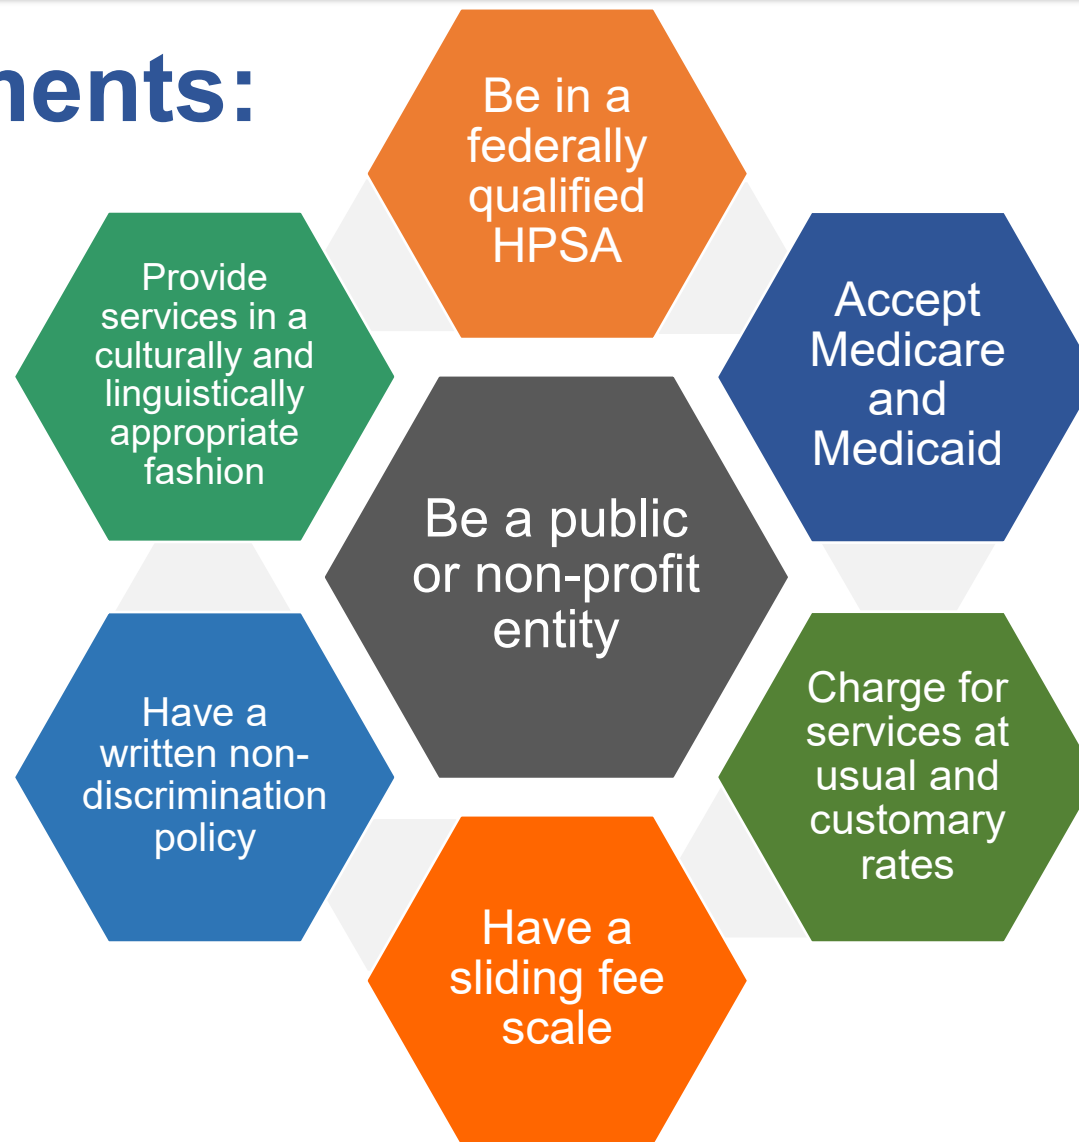 ments:
Be in a
federally
qualified
HPSA
Provide
services in a
culturally and
linguistically
appropriate
fashion
Accept
Medicare
and
Medicaid
Be a public
or non-profit
entity
Have a
written non-
discrimination
policy
Charge for
services at
usual and
customary
rates
Have a
sliding fee
scale